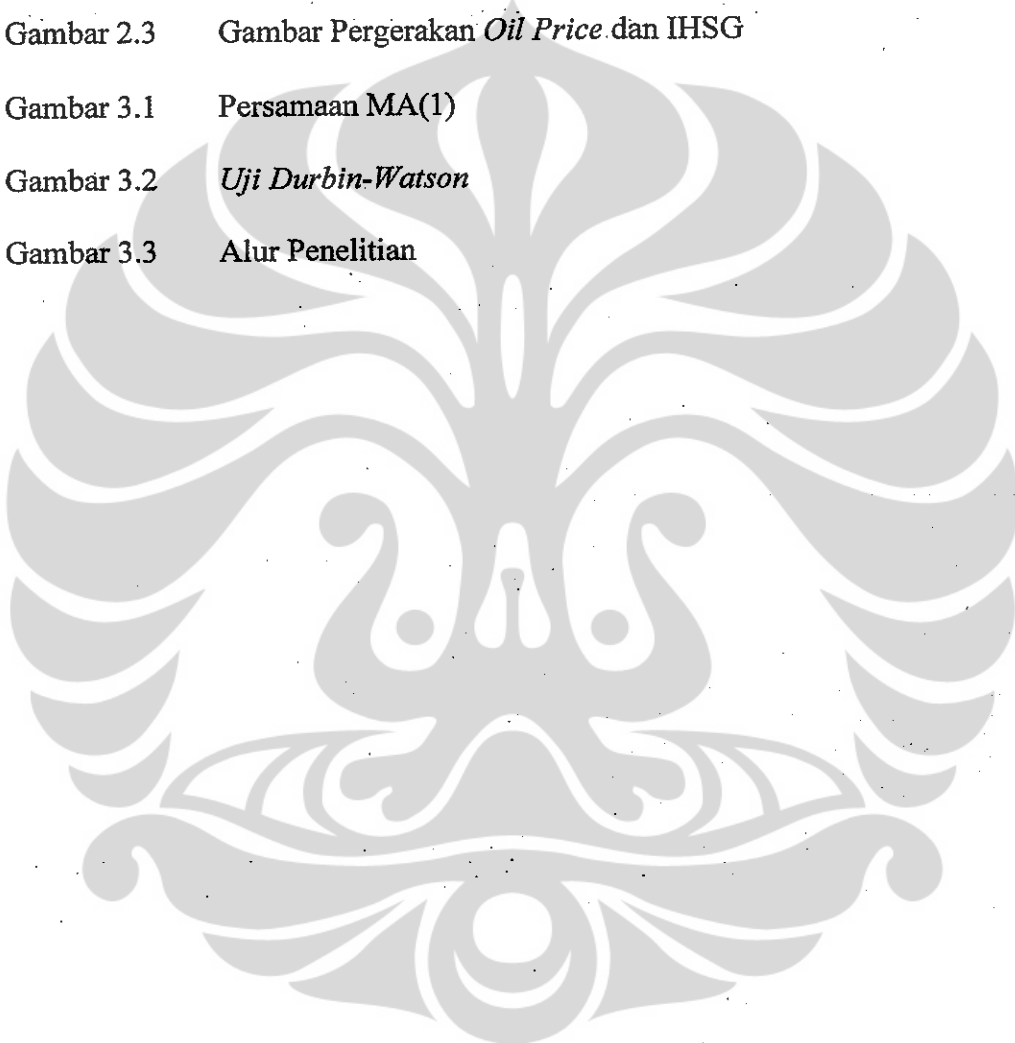 Gambar 2.3 Gambar Pergerakan Oil Price dan IHSG
Gambar 3.1 Persamaan MA(1)
Gambar 3.2 Uji Durbin-Watson
Gambar 3.3 Alur Penelitian